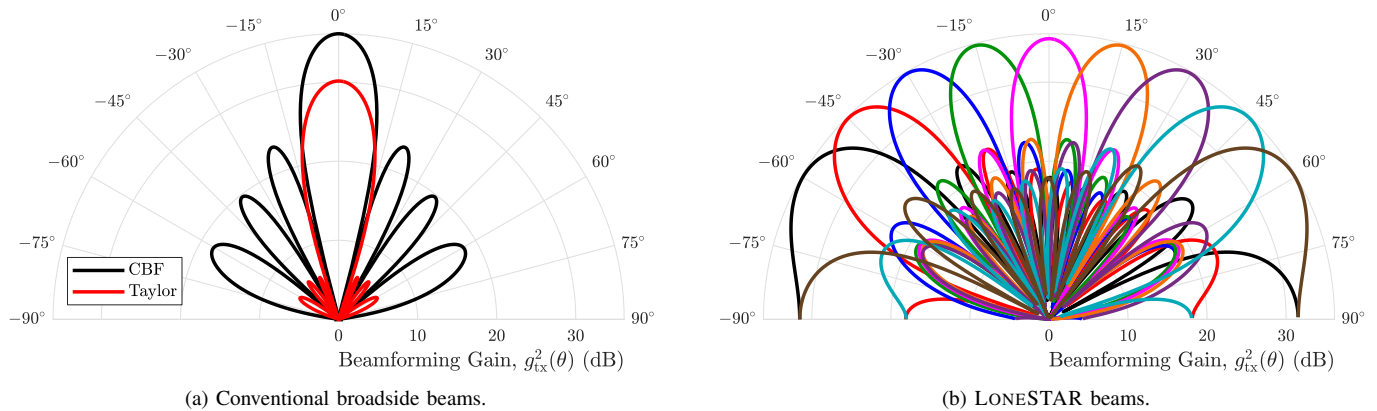 0°
−15° 15°
−30° 30°
−45° 45°
−60° 60°
−75° 75°
CBF
Taylor
−90° 90°
0 10 20 30
Beamforming Gain, g²ₜₓ(θ) (dB)
(a) Conventional broadside beams.
0°
−15° 15°
−30° 30°
−45° 45°
−60° 60°
−75° 75°
−90° 90°
0 10 20 30
Beamforming Gain, g²ₜₓ(θ) (dB)
(b) LONESTAR beams.